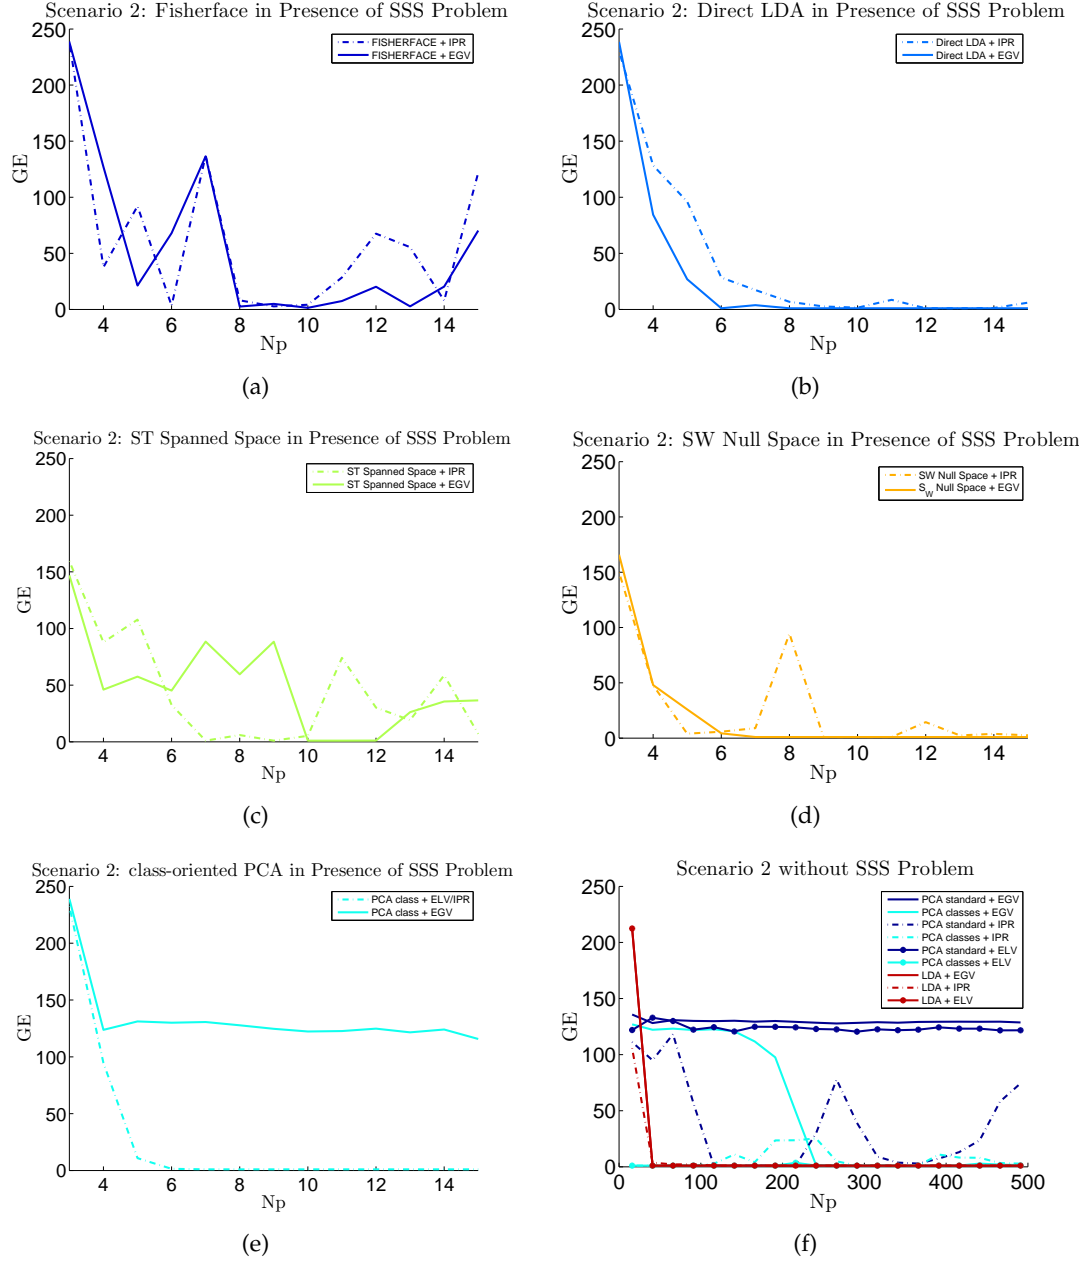 Scenario 2: Fisherface in Presence of SSS Problem
250
200
150
100
50
0
GE
FISHERFACE + IPR
FISHERFACE + EGV
4 6 8 10 12 14
Np
(a)
Scenario 2: Direct LDA in Presence of SSS Problem
250
200
150
100
50
0
GE
Direct LDA + IPR
Direct LDA + EGV
4 6 8 10 12 14
Np
(b)
Scenario 2: ST Spanned Space in Presence of SSS Problem
250
200
150
100
50
0
GE
ST Spanned Space + IPR
ST Spanned Space + EGV
4 6 8 10 12 14
Np
(c)
Scenario 2: SW Null Space in Presence of SSS Problem
250
200
150
100
50
0
GE
SW Null Space + IPR
S_W Null Space + EGV
4 6 8 10 12 14
Np
(d)
Scenario 2: class-oriented PCA in Presence of SSS Problem
250
200
150
100
50
0
GE
PCA class + ELV/IPR
PCA class + EGV
4 6 8 10 12 14
Np
(e)
Scenario 2 without SSS Problem
250
200
150
100
50
0
GE
PCA standard + EGV
PCA classes + EGV
PCA standard + IPR
PCA classes + IPR
PCA standard + ELV
PCA classes + ELV
LDA + EGV
LDA + IPR
LDA + ELV
0 100 200 300 400 500
Np
(f)